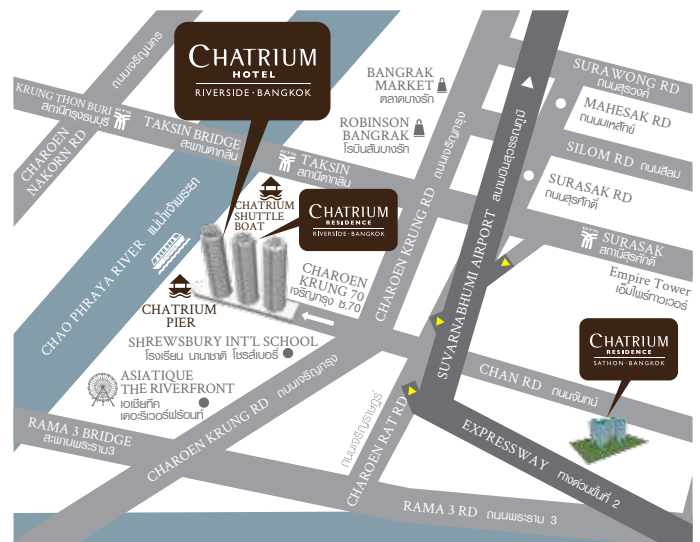 CHATRIUM
HOTEL
RIVERSIDE · BANGKOK
BANGRAK
MARKET
ตลาดบางรัก
ROBINSON
BANGRAK
โรบินสันบางรัก
SURAWONG RD
ถนนสุรวงศ์
MAHESAK RD
ถนนมเหสักข์
SILOM RD ถนนสีลม
SURASAK RD
ถนนสุรศักดิ์
SURASAK
สถานีสุรศักดิ์
Empire Tower
เอ็มไพร์ทาวเวอร์
KRUNG THON BURI
สถานีกรุงธนบุรี
CHAROEN
NAKORN RD
ถนนเจริญนคร
TAKSIN BRIDGE
สะพานตากสิน
TAKSIN
สถานีตากสิน
CHATRIUM
SHUTTLE
BOAT
CHATRIUM
RESIDENCE
RIVERSIDE · BANGKOK
CHAO PHRAYA RIVER แม่น้ำเจ้าพระยา
CHATRIUM
PIER
CHAROEN
KRUNG 70
เจริญกรุง ซ.70
CHAROEN KRUNG RD ถนนเจริญกรุง
SUVARNABHUMI AIRPORT สนามบินสุวรรณภูมิ
SHREWSBURY INT'L SCHOOL
โรงเรียน นานาชาติ โชรส์เบอรี่
ASIATIQUE
THE RIVERFRONT
เอเชียทีค
เดอะริเวอร์ฟร้อนท์
CHATRIUM
RESIDENCE
SATHON · BANGKOK
CHAN RD ถนนจันทน์
RAMA 3 BRIDGE
สะพานพระราม3
CHAROEN KRUNG RD ถนนเจริญกรุง
CHAROEN RAT RD
ถนนเจริญราษฎร์
EXPRESSWAY ทางด่วนขั้นที่ 2
RAMA 3 RD ถนนพระราม 3